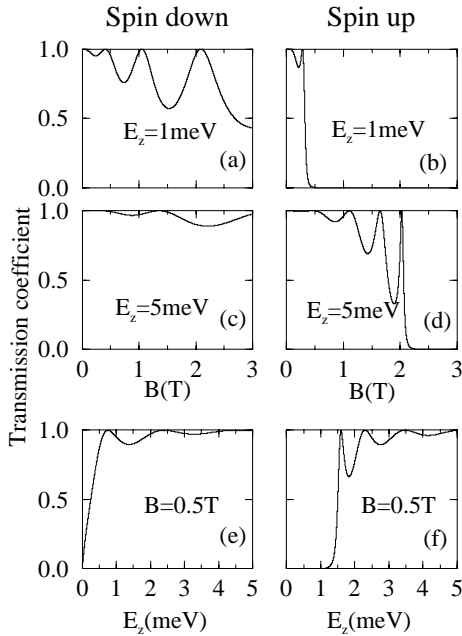 Spin down Spin up
Transmission coefficient
1.0
0.5
0.0
E_z=1meV
(a)
E_z=1meV
(b)
1.0
0.5
0.0
E_z=5meV
(c)
E_z=5meV
(d)
0 1 2 3
B(T)
0 1 2 3
B(T)
1.0
0.5
0.0
B=0.5T
(e)
B=0.5T
(f)
0 1 2 3 4 5
E_z(meV)
0 1 2 3 4 5
E_z(meV)